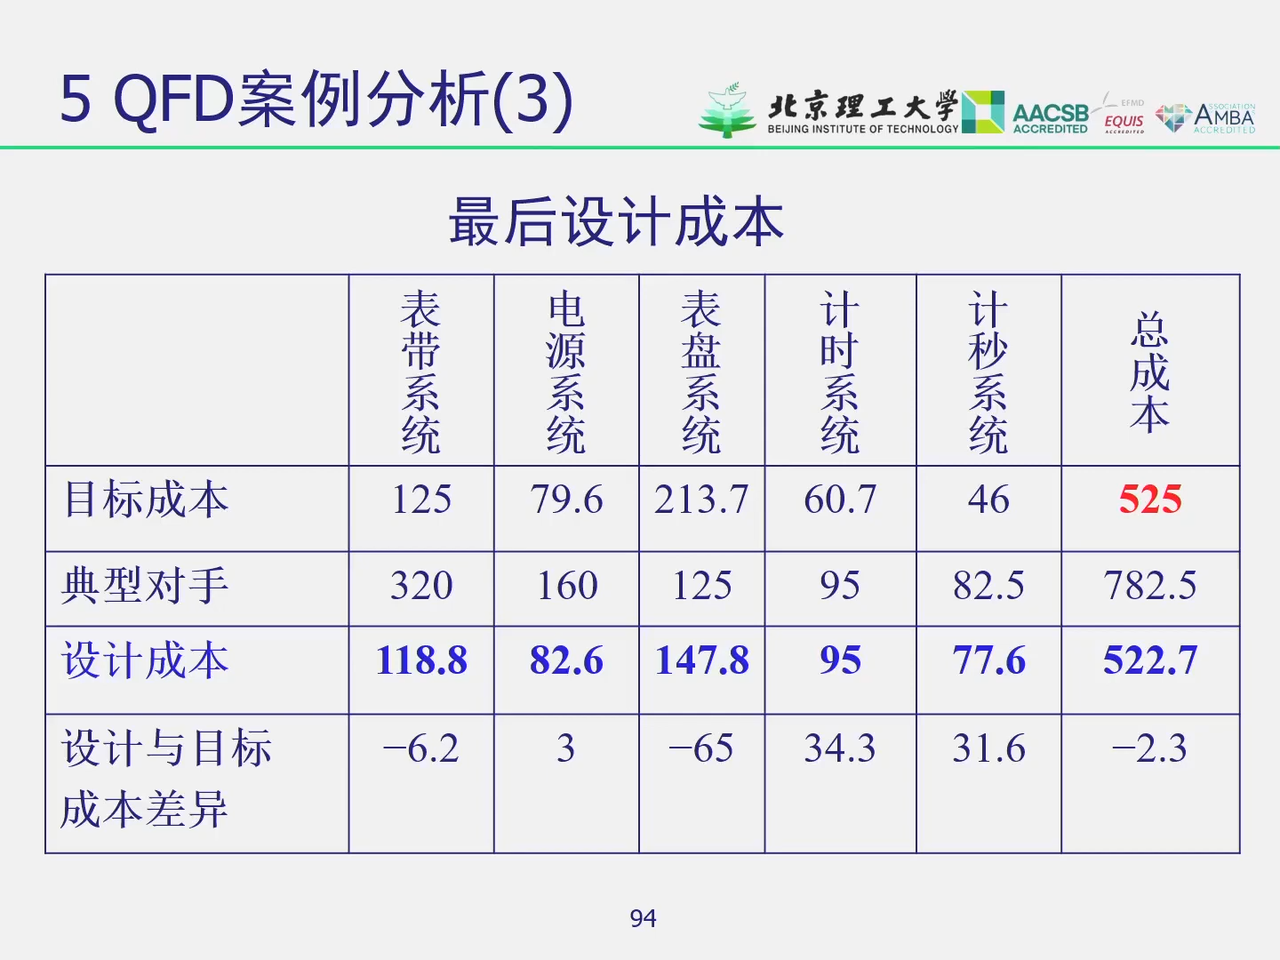 5 QFD案例分析(3)
北京理工大学
BEIJING INSTITUTE OF TECHNOLOGY
AACSB
ACCREDITED
EFMD
EQUIS
ACCREDITED
ASSOCIATION
AMBA
ACCREDITED
最后设计成本
表带系统 电源系统 表盘系统 计时系统 计秒系统 总成本
目标成本 125 79.6 213.7 60.7 46 525
典型对手 320 160 125 95 82.5 782.5
设计成本 118.8 82.6 147.8 95 77.6 522.7
设计与目标 −6.2 3 −65 34.3 31.6 −2.3
成本差异
94